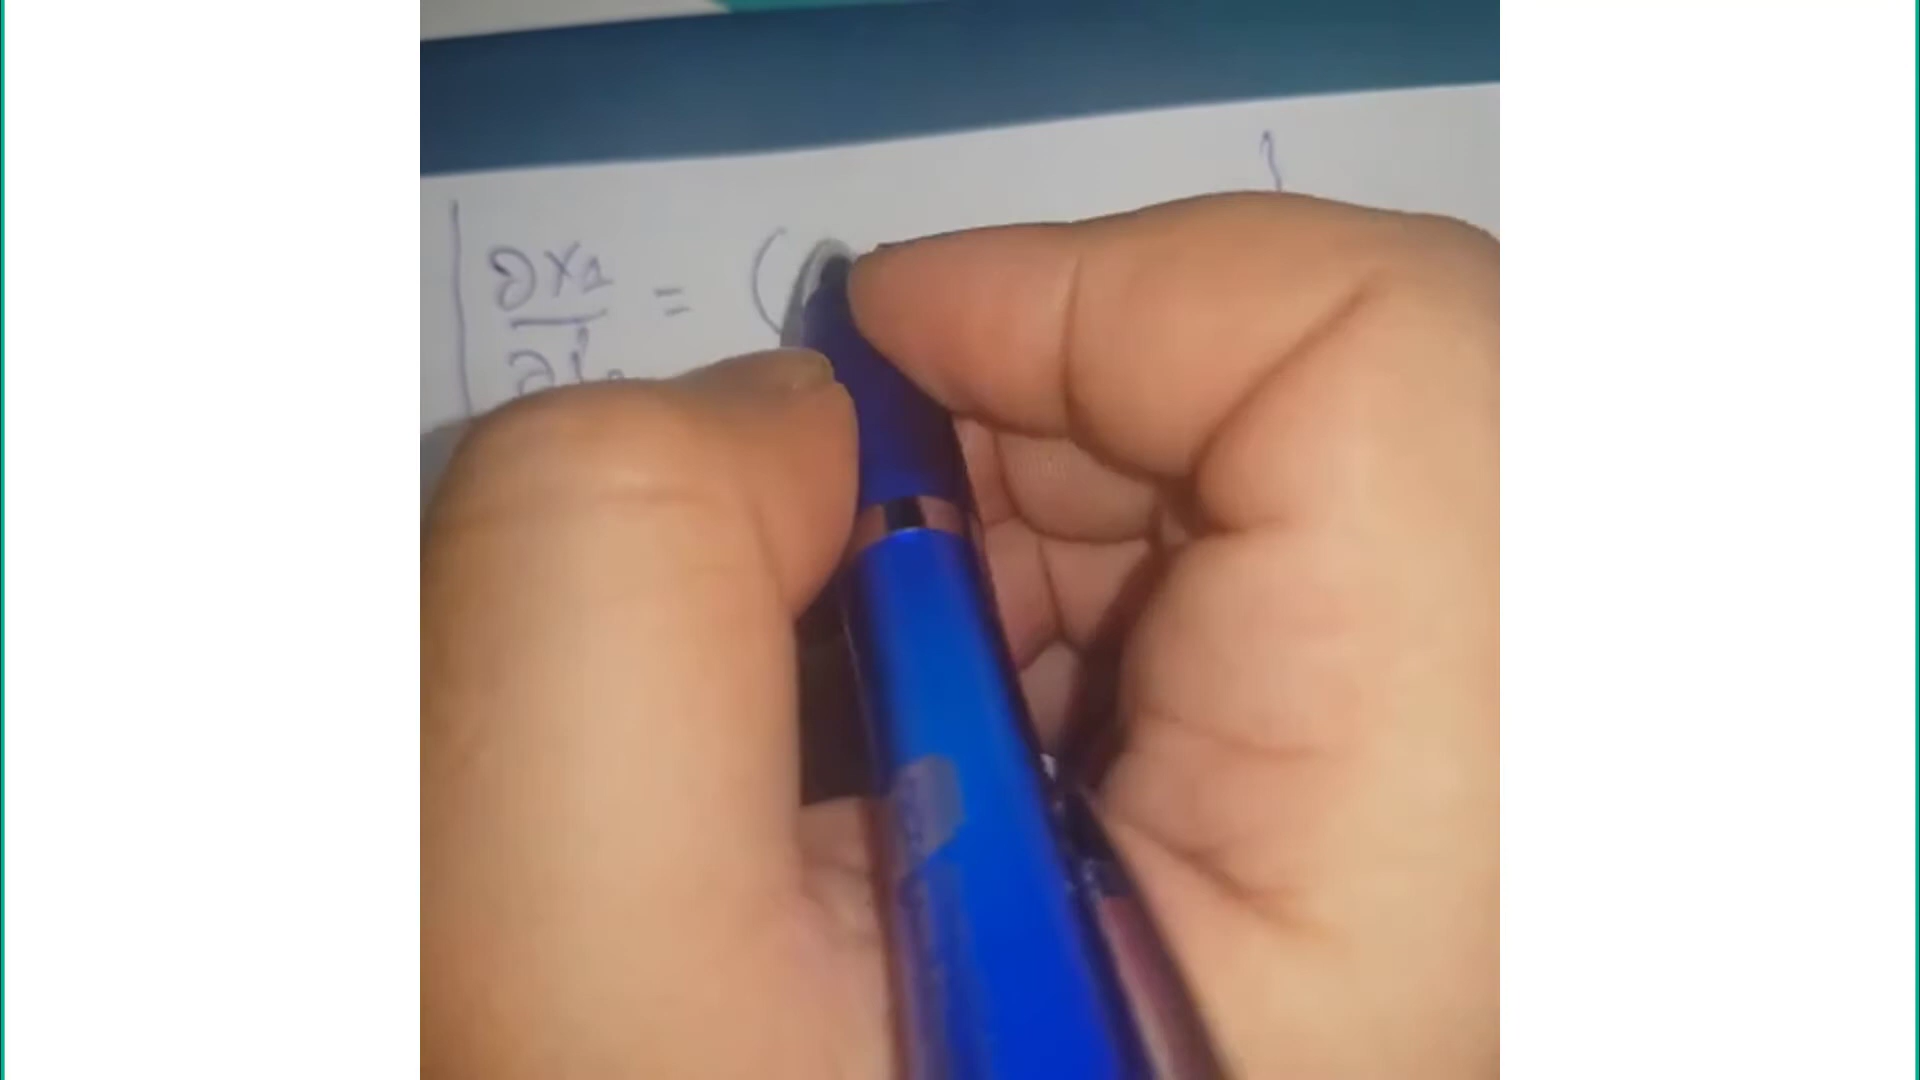 ∂x₁ = (
∂